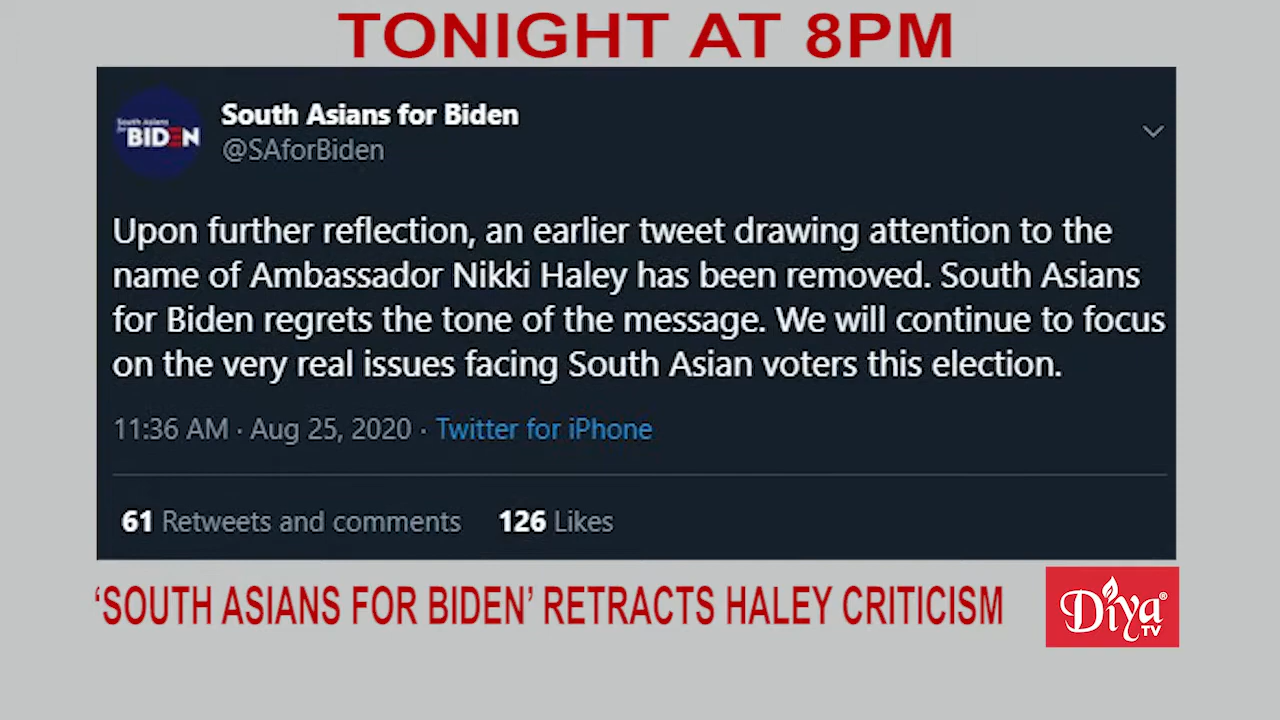 TONIGHT AT 8PM
South Asians
for BIDEN
South Asians for Biden
@SAforBiden
Upon further reflection, an earlier tweet drawing attention to the
name of Ambassador Nikki Haley has been removed. South Asians
for Biden regrets the tone of the message. We will continue to focus
on the very real issues facing South Asian voters this election.
11:36 AM · Aug 25, 2020 · Twitter for iPhone
61 Retweets and comments 126 Likes
‘SOUTH ASIANS FOR BIDEN’ RETRACTS HALEY CRITICISM
Diya®
TV